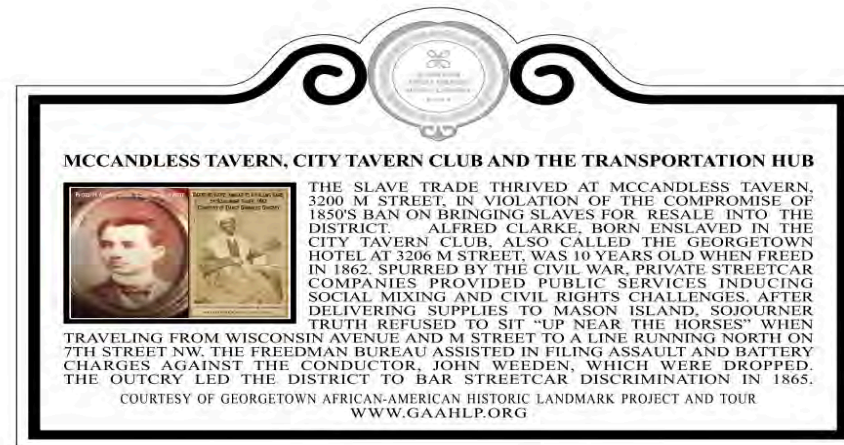 MCCANDLESS TAVERN, CITY TAVERN CLUB AND THE TRANSPORTATION HUB
THE SLAVE TRADE THRIVED AT MCCANDLESS TAVERN,
3200 M STREET, IN VIOLATION OF THE COMPROMISE OF
1850'S BAN ON BRINGING SLAVES FOR RESALE INTO THE
DISTRICT. ALFRED CLARKE, BORN ENSLAVED IN THE
CITY TAVERN CLUB, ALSO CALLED THE GEORGETOWN
HOTEL AT 3206 M STREET, WAS 10 YEARS OLD WHEN FREED
IN 1862. SPURRED BY THE CIVIL WAR, PRIVATE STREETCAR
COMPANIES PROVIDED PUBLIC SERVICES INDUCING
SOCIAL MIXING AND CIVIL RIGHTS CHALLENGES. AFTER
DELIVERING SUPPLIES TO MASON ISLAND, SOJOURNER
TRUTH REFUSED TO SIT “UP NEAR THE HORSES” WHEN
TRAVELING FROM WISCONSIN AVENUE AND M STREET TO A LINE RUNNING NORTH ON
7TH STREET NW. THE FREEDMAN BUREAU ASSISTED IN FILING ASSAULT AND BATTERY
CHARGES AGAINST THE CONDUCTOR, JOHN WEEDEN, WHICH WERE DROPPED.
THE OUTCRY LED THE DISTRICT TO BAR STREETCAR DISCRIMINATION IN 1865.
COURTESY OF GEORGETOWN AFRICAN-AMERICAN HISTORIC LANDMARK PROJECT AND TOUR
WWW.GAAHLP.ORG